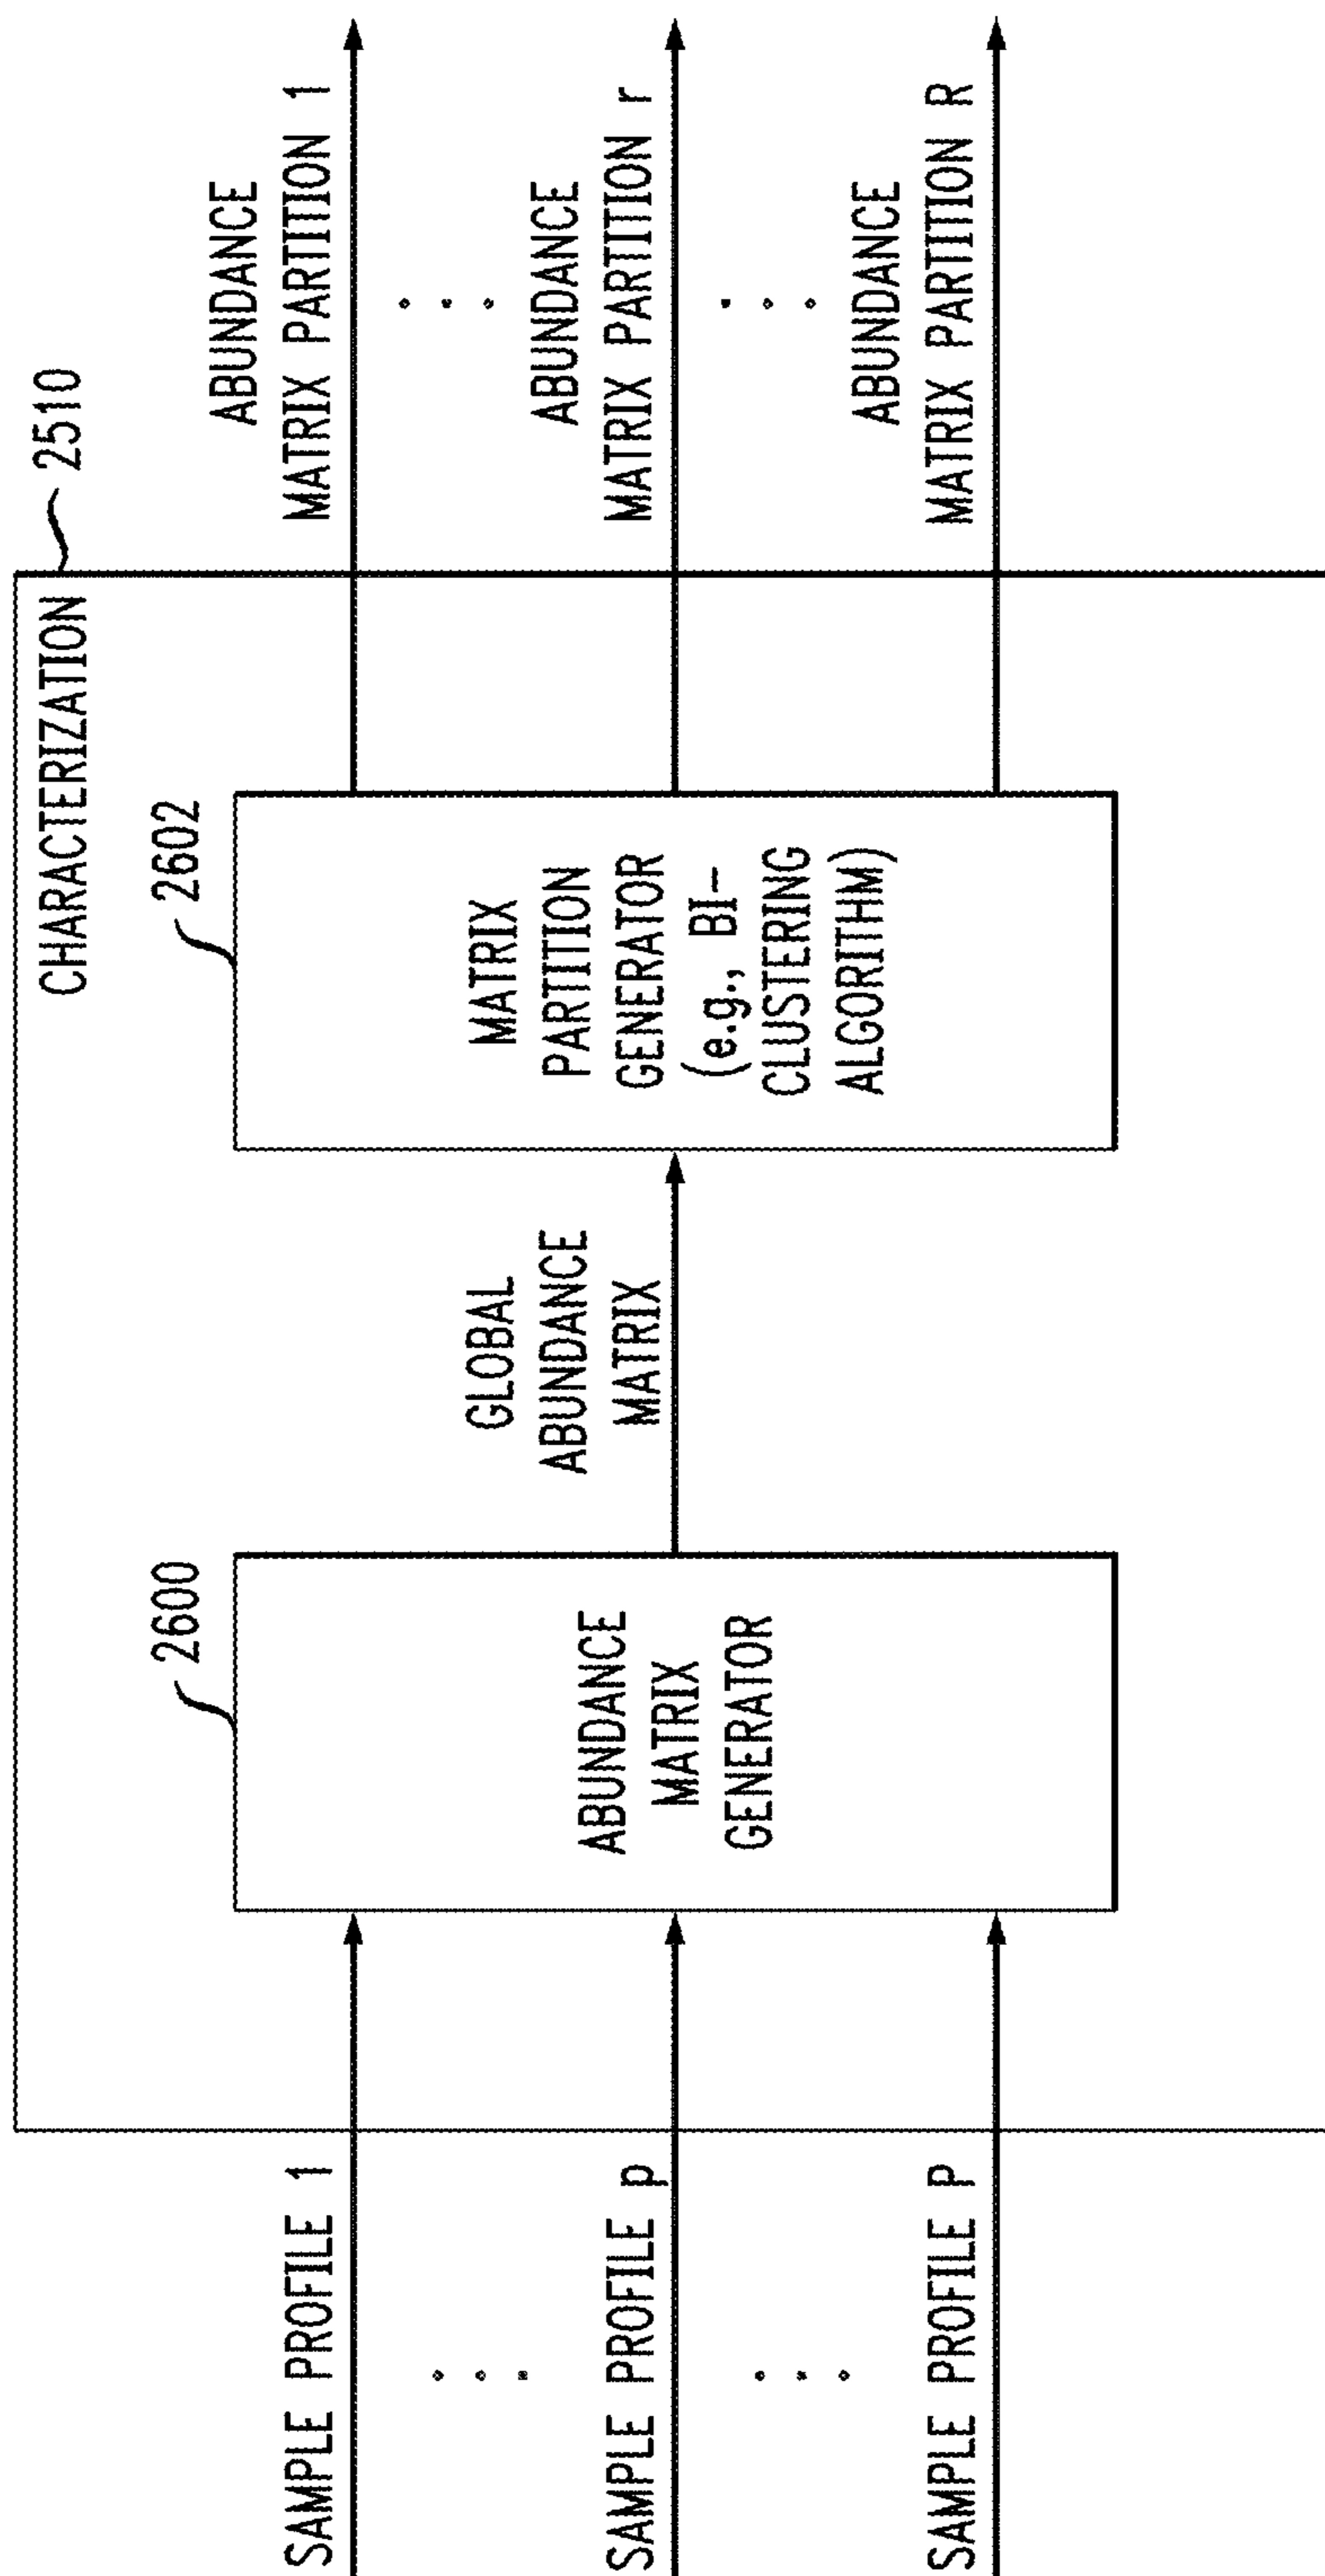 CHARACTERIZATION
2510
SAMPLE PROFILE 1
SAMPLE PROFILE p
SAMPLE PROFILE P
2600
ABUNDANCE
MATRIX
GENERATOR
GLOBAL
ABUNDANCE
MATRIX
2602
MATRIX
PARTITION
GENERATOR
(e.g., BI-
CLUSTERING
ALGORITHM)
ABUNDANCE
MATRIX PARTITION 1
ABUNDANCE
MATRIX PARTITION r
ABUNDANCE
MATRIX PARTITION R